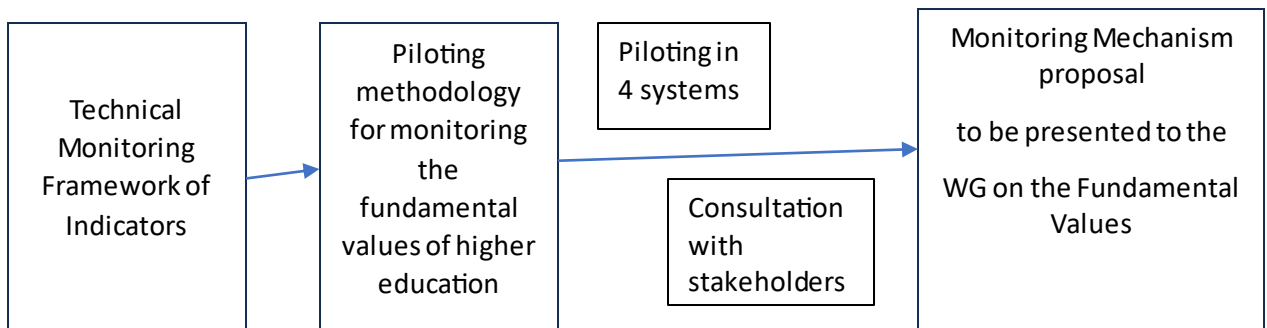 Technical
Monitoring
Framework of
Indicators
Piloting
methodology
for monitoring
the
fundamental
values of higher
education
Piloting in
4 systems
Consultation
with
stakeholders
Monitoring Mechanism
proposal
to be presented to the
WG on the Fundamental
Values